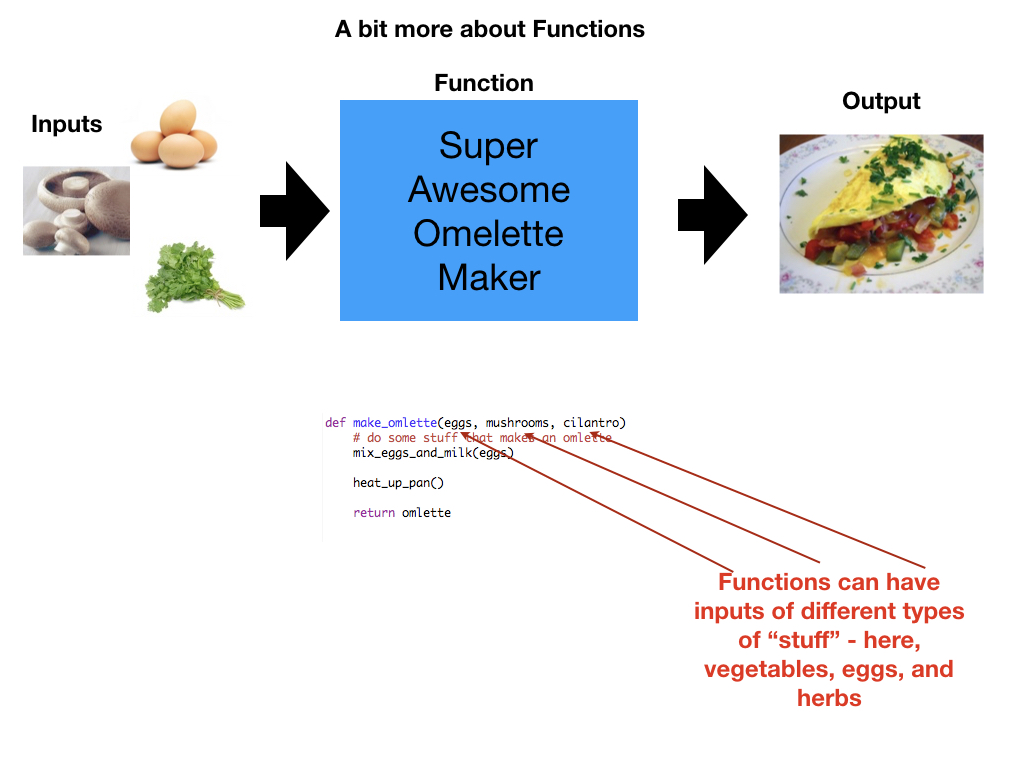 A bit more about Functions
Function
Output
Inputs
Super
Awesome
Omelette
Maker
def make_omlette(eggs, mushrooms, cilantro)
# do some stuff that makes an omlette
mix_eggs_and_milk(eggs)
heat_up_pan()
return omlette
Functions can have
inputs of different types
of “stuff” - here,
vegetables, eggs, and
herbs